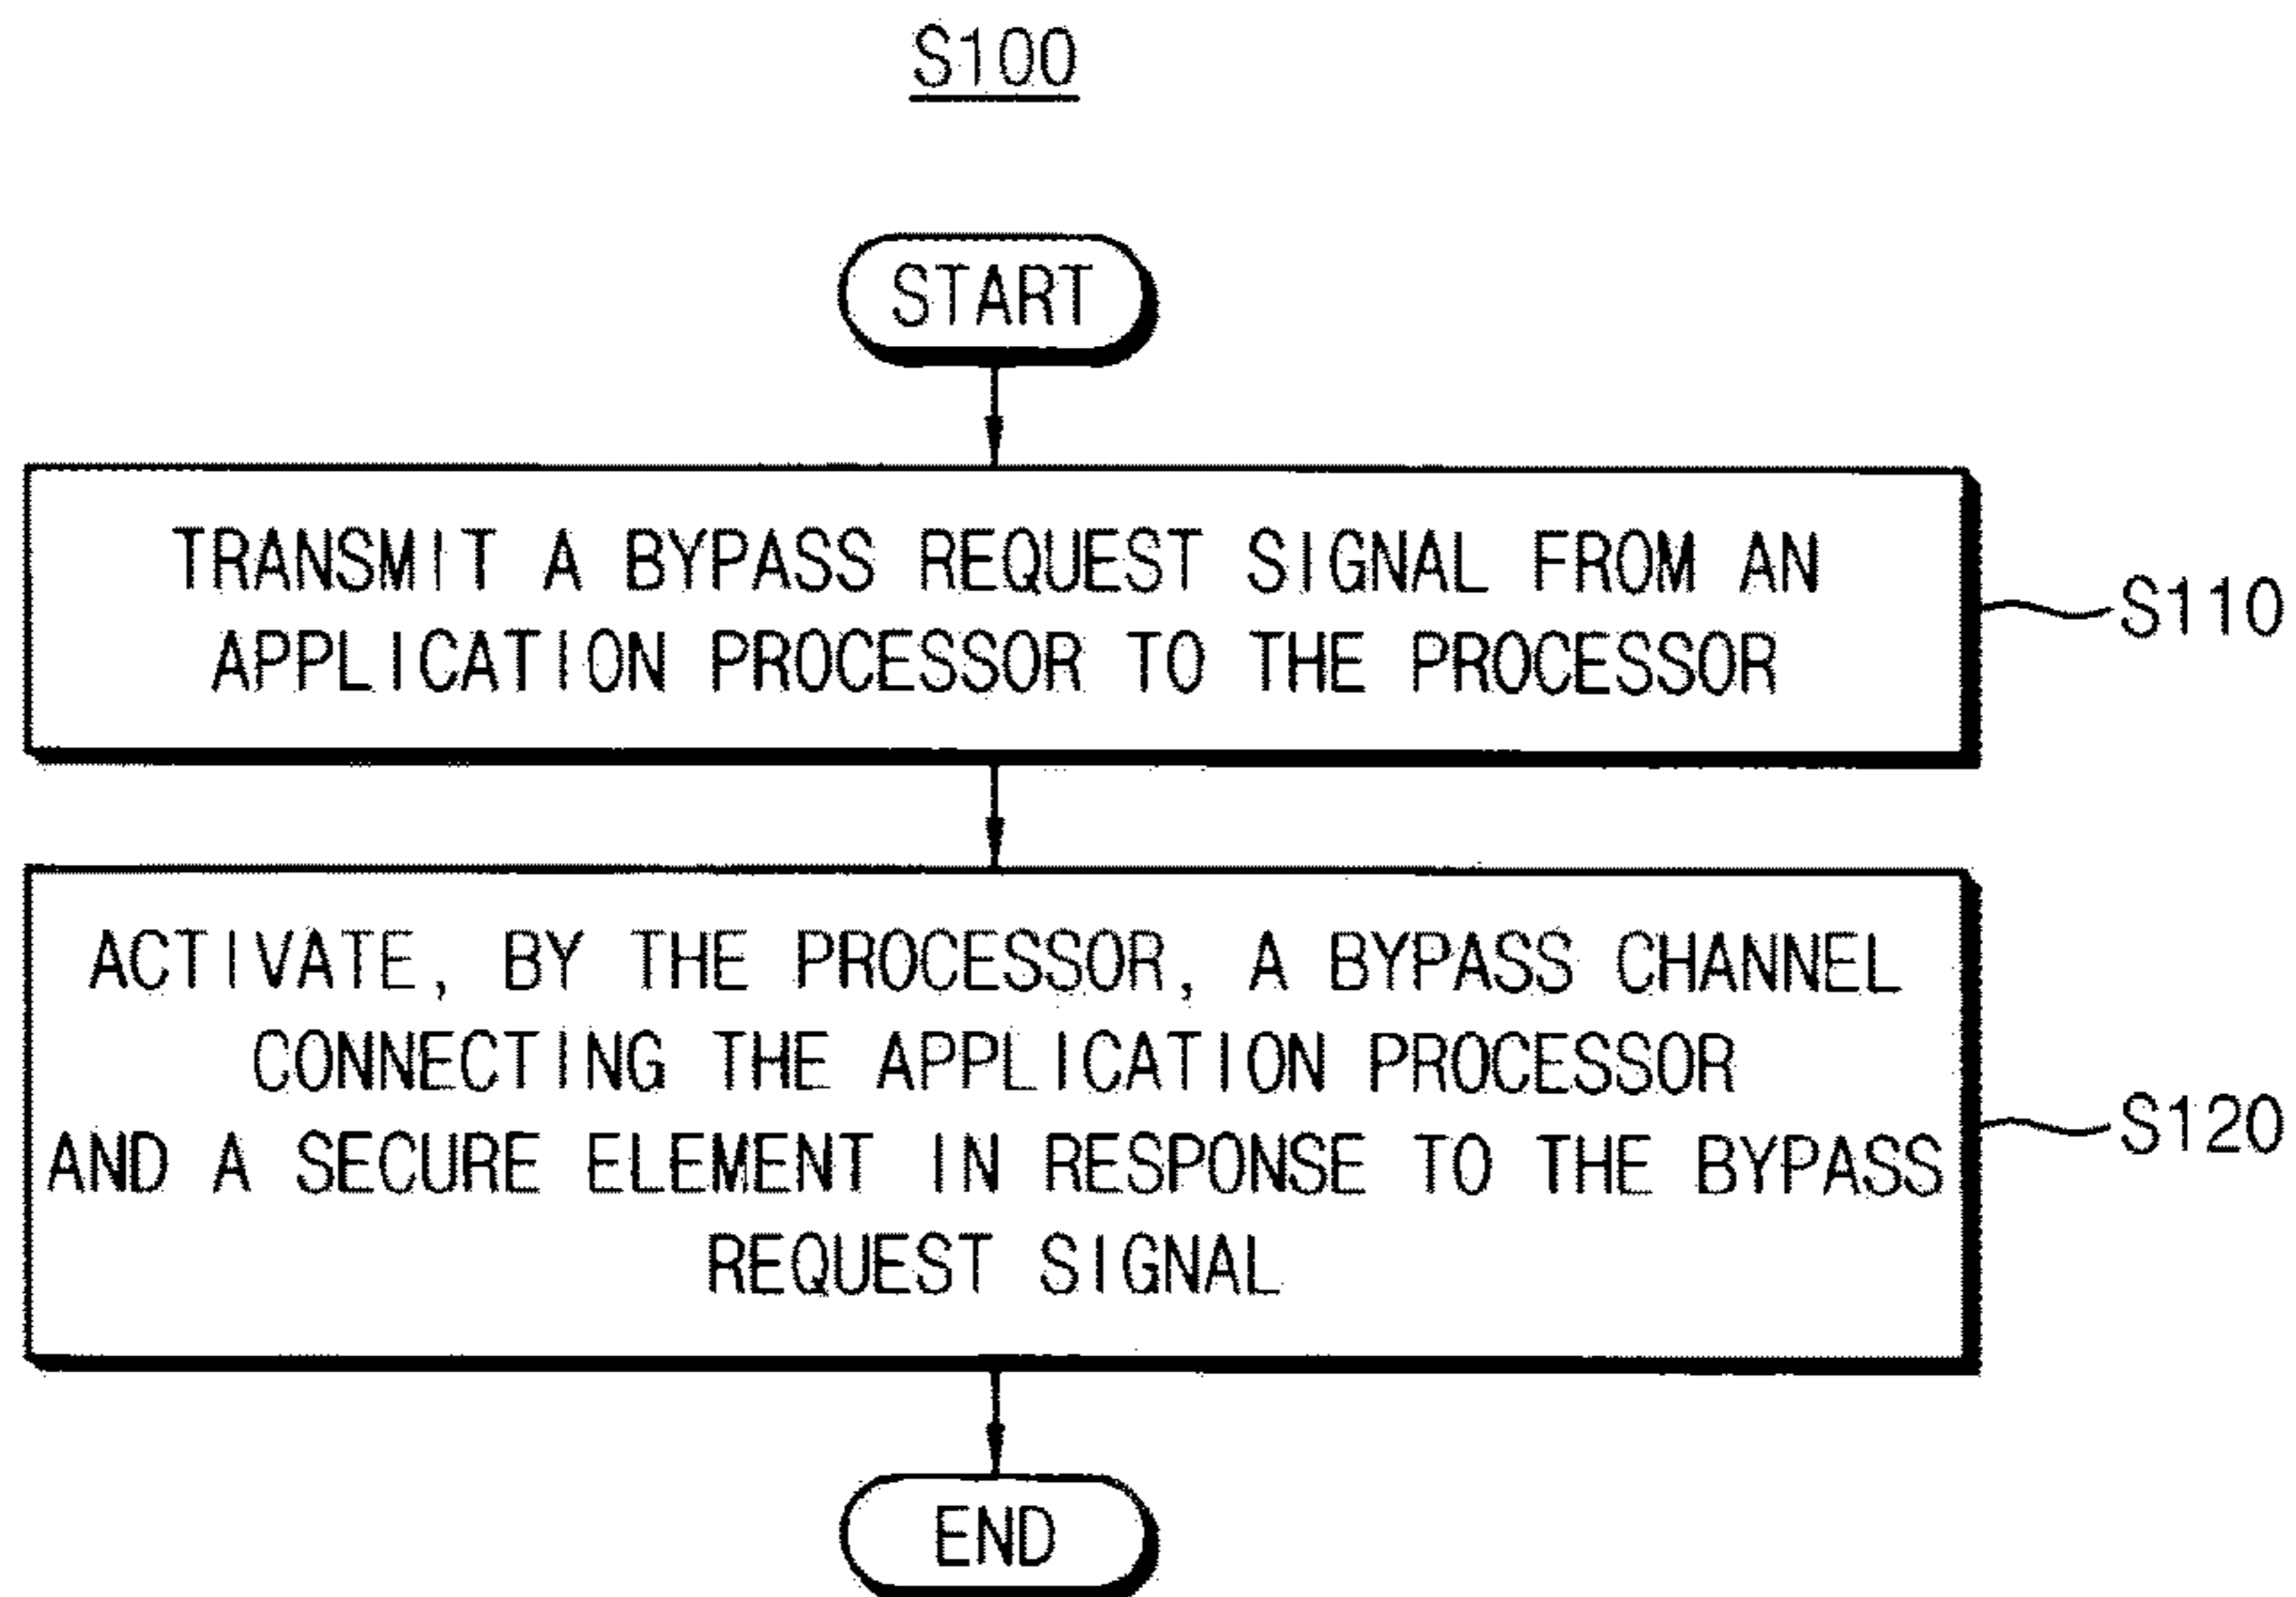 S100
START
TRANSMIT A BYPASS REQUEST SIGNAL FROM AN
APPLICATION PROCESSOR TO THE PROCESSOR
S110
ACTIVATE, BY THE PROCESSOR, A BYPASS CHANNEL
CONNECTING THE APPLICATION PROCESSOR
AND A SECURE ELEMENT IN RESPONSE TO THE BYPASS
REQUEST SIGNAL
S120
END